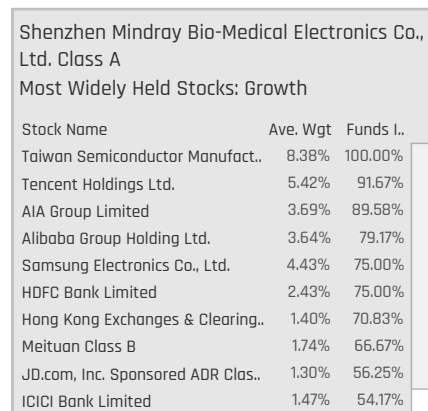 Shenzhen Mindray Bio-Medical Electronics Co.,
Ltd. Class A
Most Widely Held Stocks: Growth
Stock Name Ave. Wgt Funds I..
Taiwan Semiconductor Manufact.. 8.38% 100.00%
Tencent Holdings Ltd. 5.42% 91.67%
AIA Group Limited 3.69% 89.58%
Alibaba Group Holding Ltd. 3.64% 79.17%
Samsung Electronics Co., Ltd. 4.43% 75.00%
HDFC Bank Limited 2.43% 75.00%
Hong Kong Exchanges & Clearing.. 1.40% 70.83%
Meituan Class B 1.74% 66.67%
JD.com, Inc. Sponsored ADR Clas.. 1.30% 56.25%
ICICI Bank Limited 1.47% 54.17%